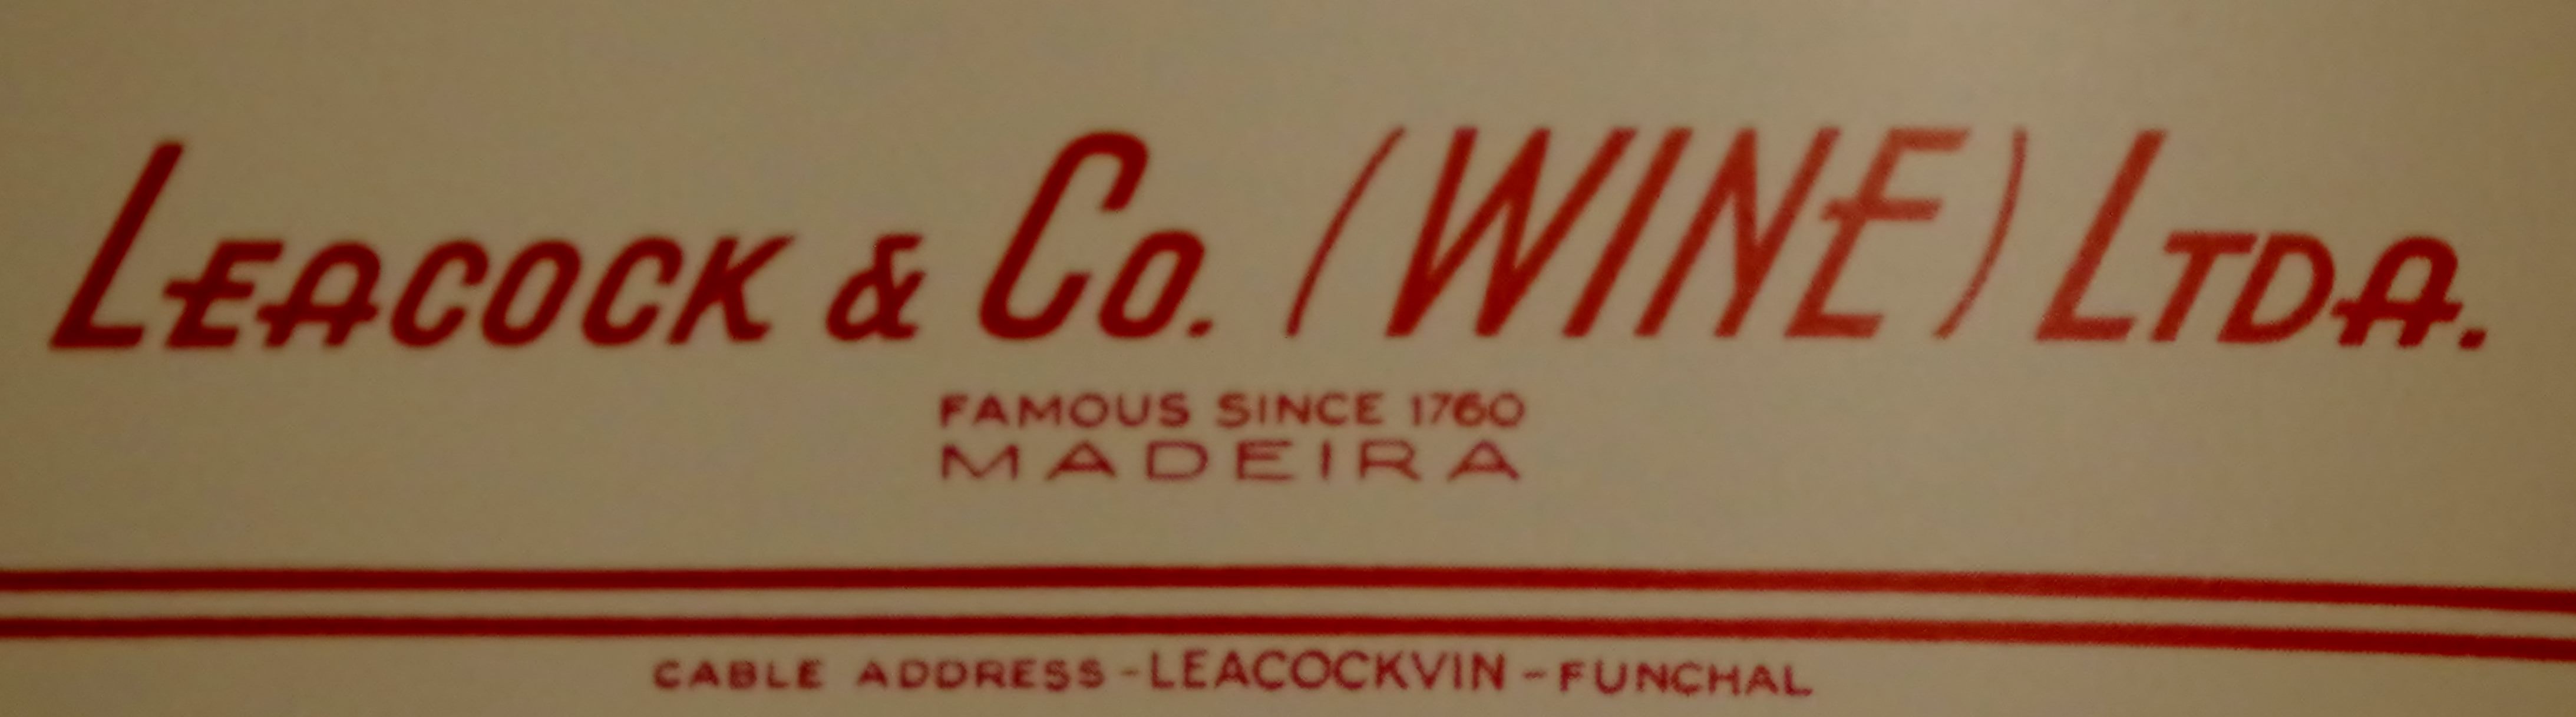 LEACOCK & Co. (WINE) LTDA.
FAMOUS SINCE 1760
MADEIRA
CABLE ADDRESS - LEACOCKVIN - FUNCHAL